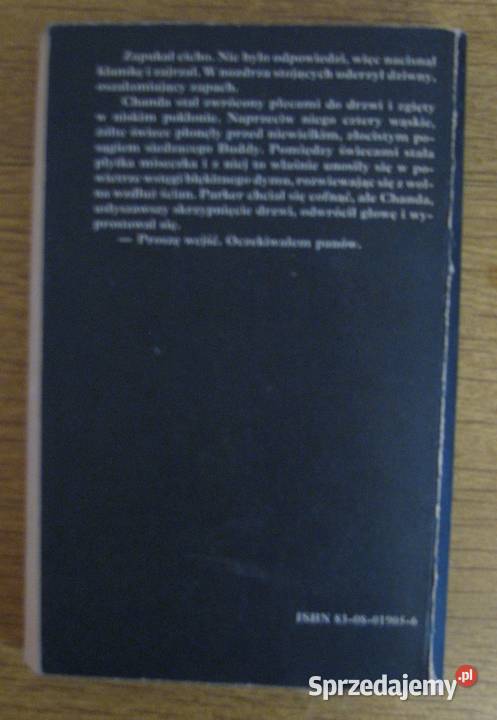 Zapukał cicho. Nie było odpowiedzi, więc nacisnął
klamkę i zajrzał. W nozdrza stojących uderzył dziwny,
oszałamiający zapach.
Chanda stał zwrócony plecami do drzwi i zgięty
w niskim pokłonie. Naprzeciw niego cztery wąskie,
żółte świece płonęły przed niewielkim, złocistym po-
sągiem siedzącego Buddy. Pomiędzy świecami stała
płytka miseczka i z niej to właśnie unosiły się w po-
wietrze wstęgi błękitnego dymu, rozwiewając się z wol-
na wzdłuż ścian. Parker chciał się cofnąć, ale Chanda,
usłyszawszy skrzypnięcie drzwi, odwrócił głowę i wy-
prostował się.
— Proszę wejść. Oczekiwałem panów.
ISBN 83-08-01905-6
Sprzedajemy.pl